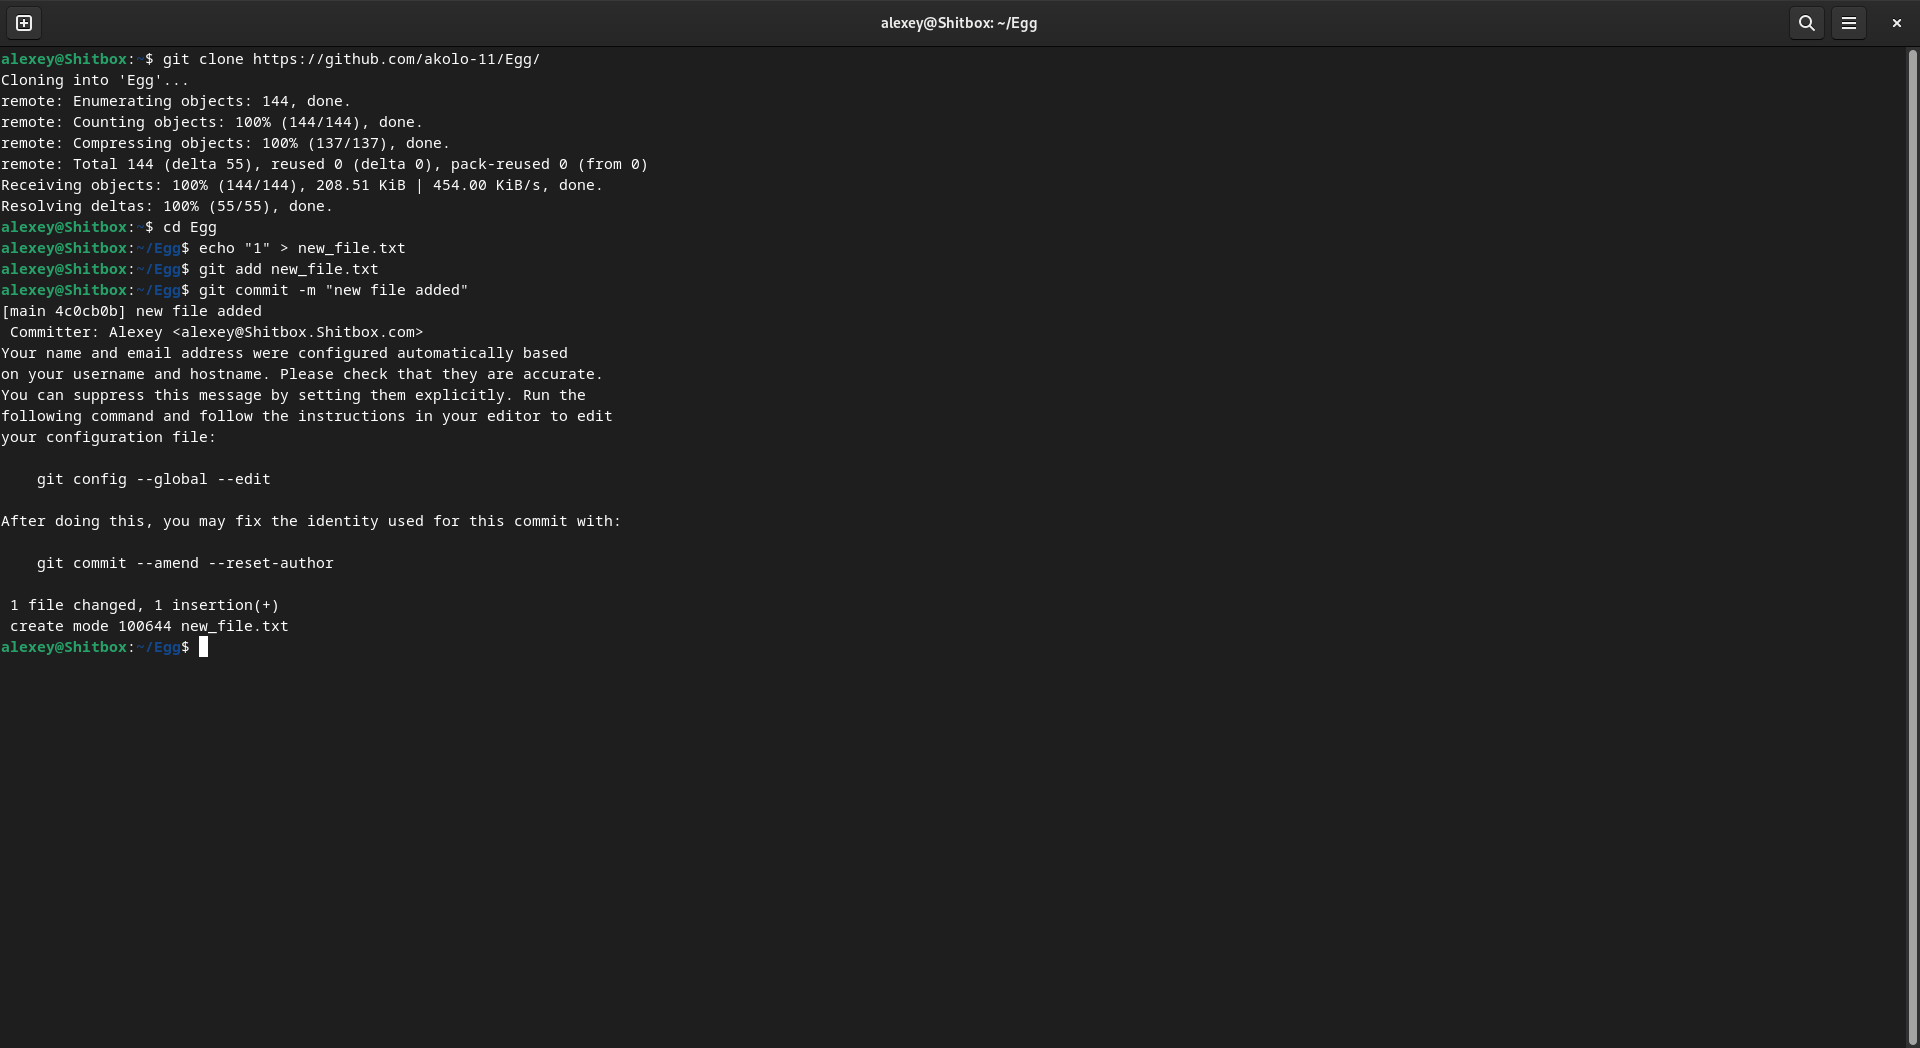 alexey@Shitbox: ~/Egg
alexey@Shitbox:~$ git clone https://github.com/akolo-11/Egg/
Cloning into 'Egg'...
remote: Enumerating objects: 144, done.
remote: Counting objects: 100% (144/144), done.
remote: Compressing objects: 100% (137/137), done.
remote: Total 144 (delta 55), reused 0 (delta 0), pack-reused 0 (from 0)
Receiving objects: 100% (144/144), 208.51 KiB | 454.00 KiB/s, done.
Resolving deltas: 100% (55/55), done.
alexey@Shitbox:~$ cd Egg
alexey@Shitbox:~/Egg$ echo "1" > new_file.txt
alexey@Shitbox:~/Egg$ git add new_file.txt
alexey@Shitbox:~/Egg$ git commit -m "new file added"
[main 4c0cb0b] new file added
 Committer: Alexey <alexey@Shitbox.Shitbox.com>
Your name and email address were configured automatically based
on your username and hostname. Please check that they are accurate.
You can suppress this message by setting them explicitly. Run the
following command and follow the instructions in your editor to edit
your configuration file:
    git config --global --edit
After doing this, you may fix the identity used for this commit with:
    git commit --amend --reset-author
 1 file changed, 1 insertion(+)
 create mode 100644 new_file.txt
alexey@Shitbox:~/Egg$